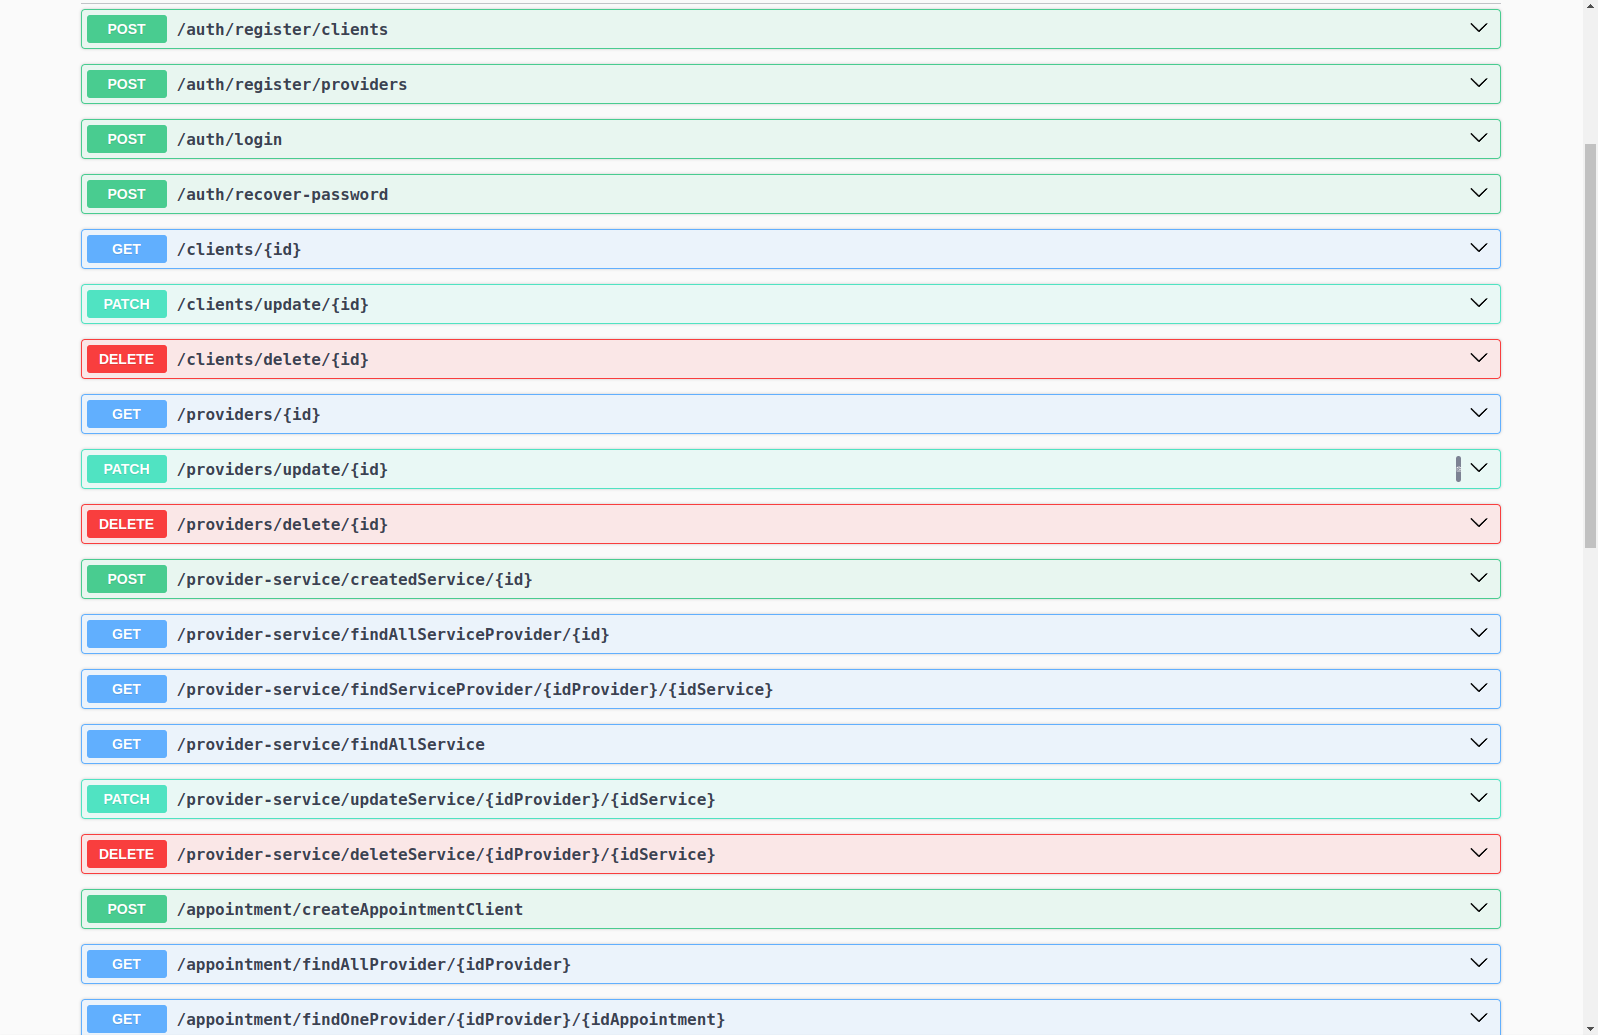 POST /auth/register/clients
POST /auth/register/providers
POST /auth/login
POST /auth/recover-password
GET /clients/{id}
PATCH /clients/update/{id}
DELETE /clients/delete/{id}
GET /providers/{id}
PATCH /providers/update/{id}
DELETE /providers/delete/{id}
POST /provider-service/createdService/{id}
GET /provider-service/findAllServiceProvider/{id}
GET /provider-service/findServiceProvider/{idProvider}/{idService}
GET /provider-service/findAllService
PATCH /provider-service/updateService/{idProvider}/{idService}
DELETE /provider-service/deleteService/{idProvider}/{idService}
POST /appointment/createAppointmentClient
GET /appointment/findAllProvider/{idProvider}
GET /appointment/findOneProvider/{idProvider}/{idAppointment}